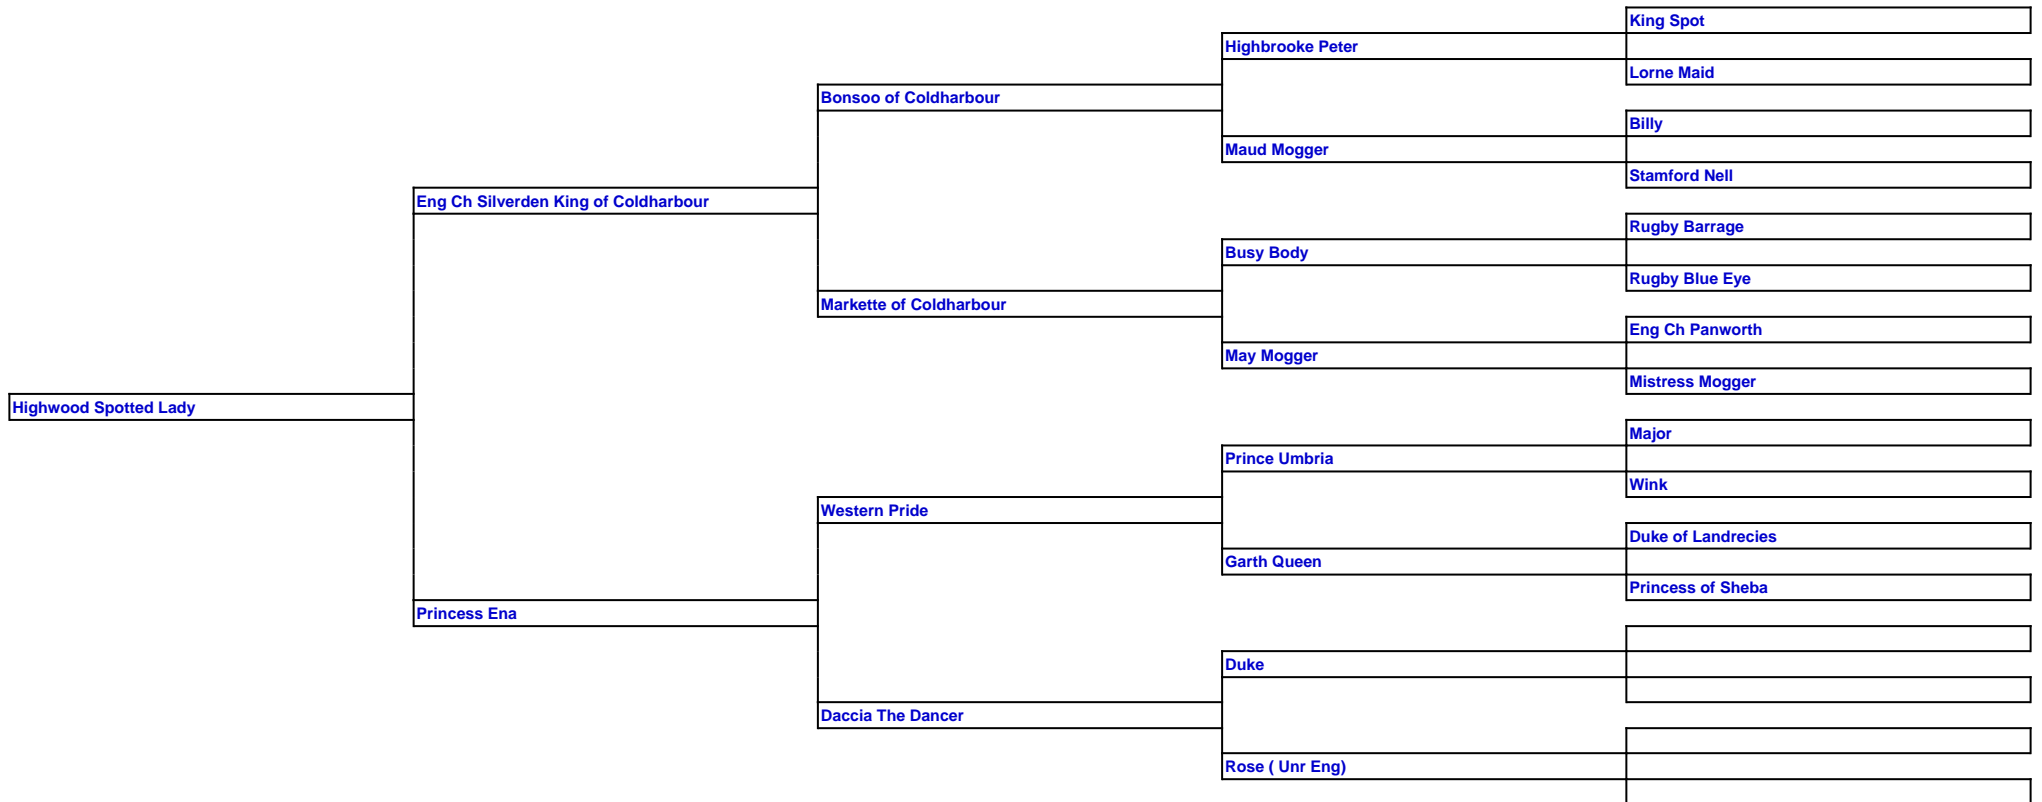 King Spot
Highbrooke Peter
Lorne Maid
Bonsoo of Coldharbour
Billy
Maud Mogger
Stamford Nell
Eng Ch Silverden King of Coldharbour
Rugby Barrage
Busy Body
Rugby Blue Eye
Markette of Coldharbour
Eng Ch Panworth
May Mogger
Mistress Mogger
Highwood Spotted Lady
Major
Prince Umbria
Wink
Western Pride
Duke of Landrecies
Garth Queen
Princess of Sheba
Princess Ena
Duke
Daccia The Dancer
Rose ( Unr Eng)